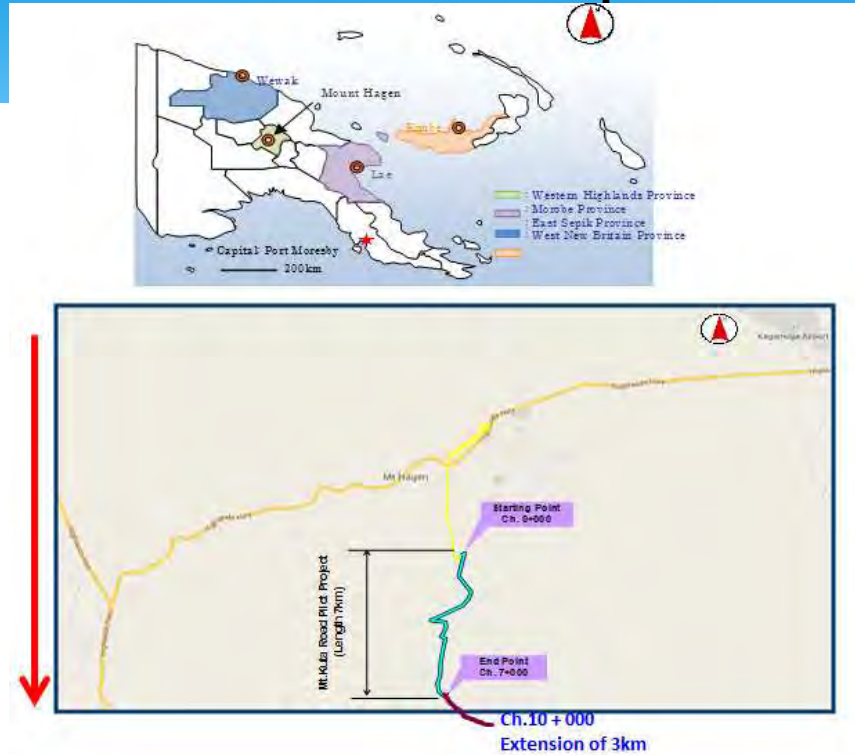 Wewak
Mount Hagen
Kimbe
Lae
: Western Highlands Province
: Morobe Province
: East Sepik Province
: West New Britain Province
Capital: Port Moresby
200km
Kagamuga Airport
Mt Hagen
Starting Point
Ch. 0+000
Mt.Kuta Road Pilot Project
(Length 7km)
End Point
Ch. 7+000
Ch.10 + 000
Extension of 3km